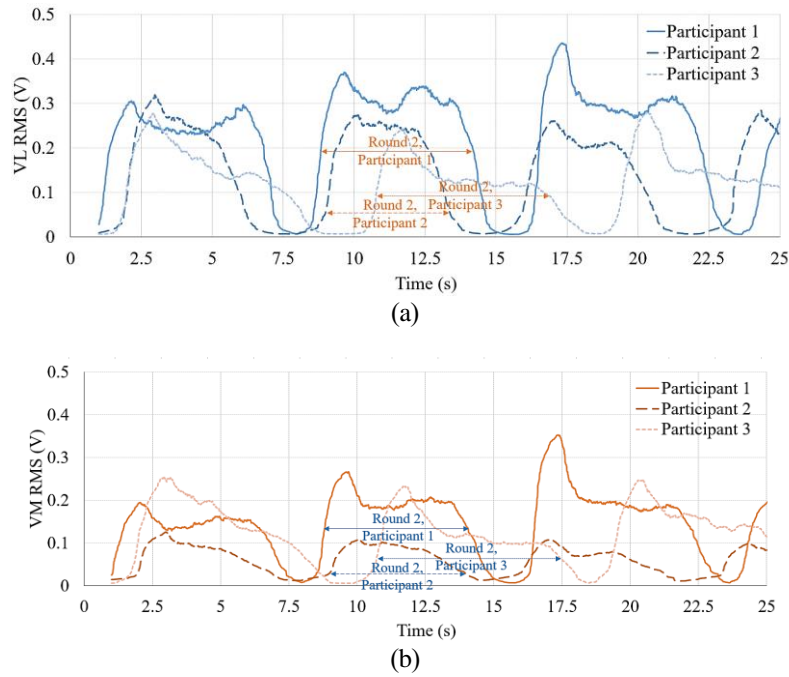 0.5
0.4
0.3
0.2
0.1
0
VL RMS (V)
Participant 1
Participant 2
Participant 3
Round 2,
Participant 1
Round 2,
Participant 3
Round 2,
Participant 2
0 2.5 5 7.5 10 12.5 15 17.5 20 22.5 25
Time (s)
(a)
0.5
0.4
0.3
0.2
0.1
0
VM RMS (V)
Participant 1
Participant 2
Participant 3
Round 2,
Participant 1
Round 2,
Participant 3
Round 2,
Participant 2
0 2.5 5 7.5 10 12.5 15 17.5 20 22.5 25
Time (s)
(b)